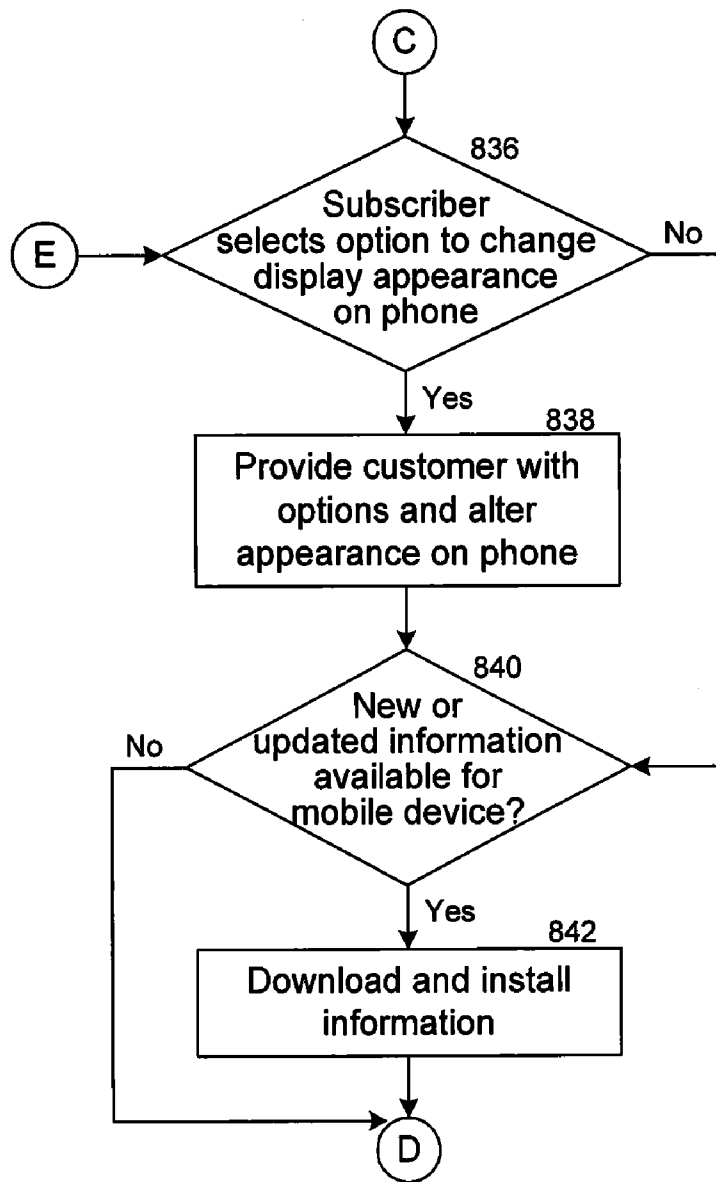 C
836
Subscriber
selects option to change
display appearance
on phone
E
No
Yes
838
Provide customer with
options and alter
appearance on phone
840
New or
updated information
available for
mobile device?
No
Yes
842
Download and install
information
D